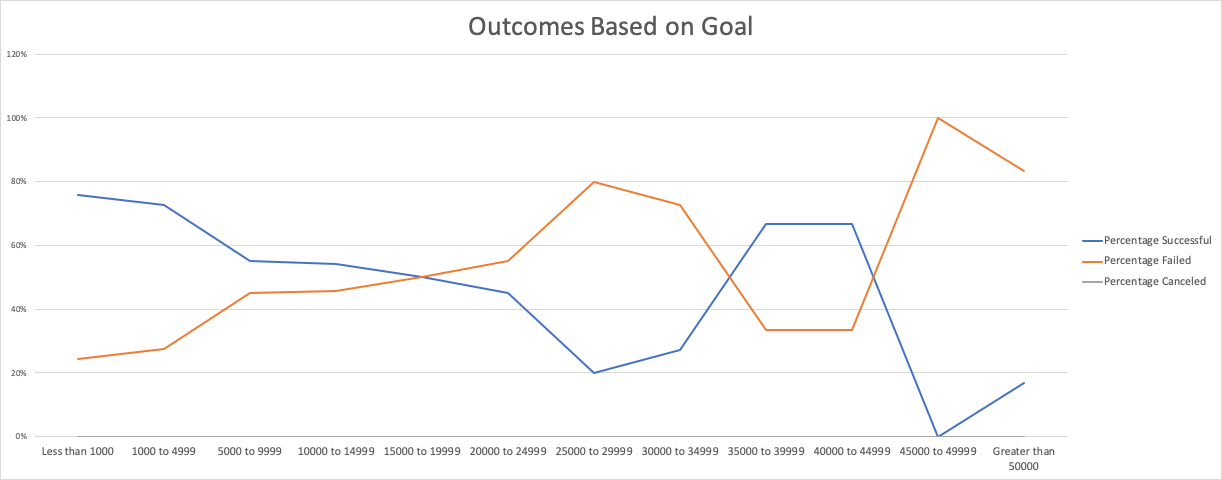 Outcomes Based on Goal
120%
100%
80%
60%
40%
20%
0%
Less than 1000
1000 to 4999
5000 to 9999
10000 to 14999
15000 to 19999
20000 to 24999
25000 to 29999
30000 to 34999
35000 to 39999
40000 to 44999
45000 to 49999
Greater than
50000
Percentage Successful
Percentage Failed
Percentage Canceled